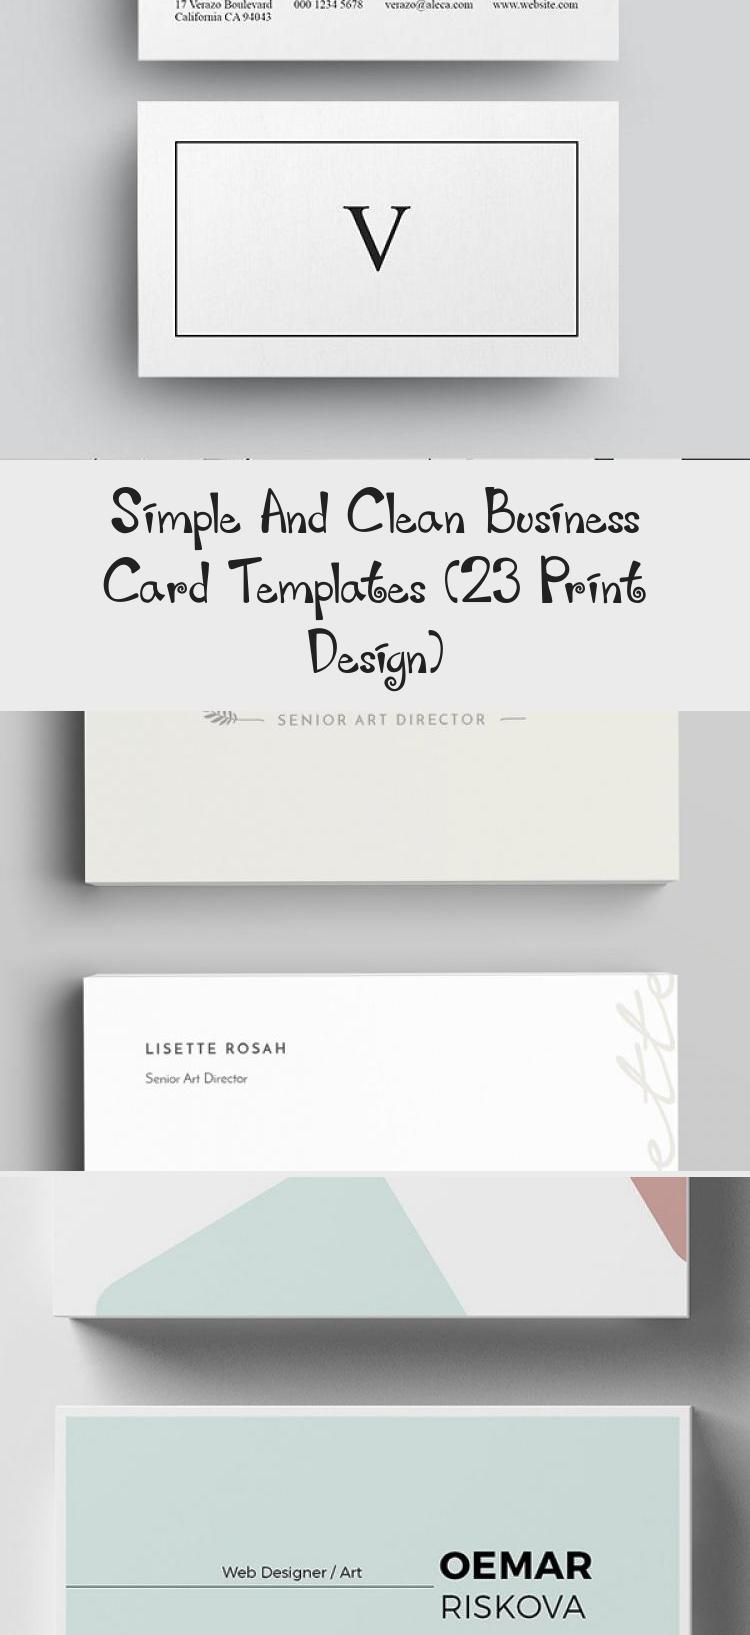 17 Verazo Boulevard 000 1234 5678 verazo@aleca.com www.website.com
California CA 94043
V
Simple And Clean Business
Card Templates (23 Print
Design)
SENIOR ART DIRECTOR
LISETTE ROSAH
Senior Art Director
ette
Web Designer / Art
OEMAR
RISKOVA